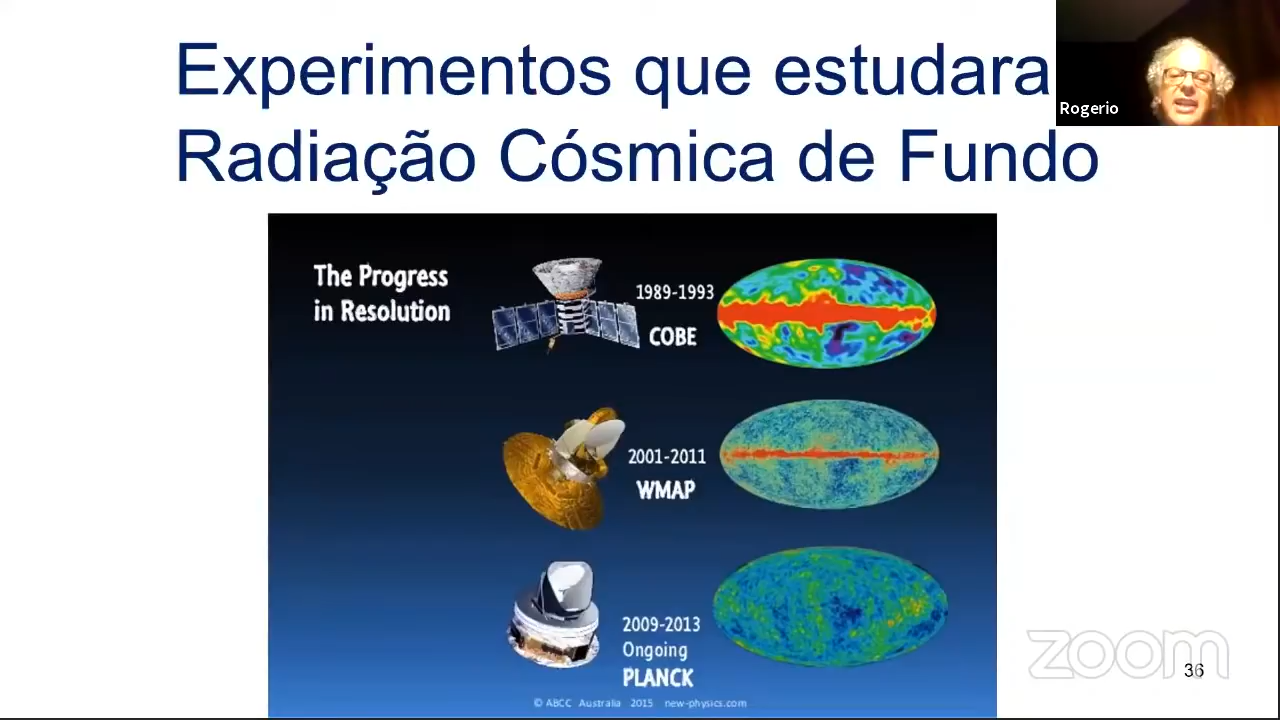 Experimentos que estudara
Radiação Cósmica de Fundo
Rogerio
The Progress
in Resolution
1989-1993
COBE
2001-2011
WMAP
2009-2013
Ongoing
PLANCK
© ABCC Australia 2015 new-physics.com
zoom
36